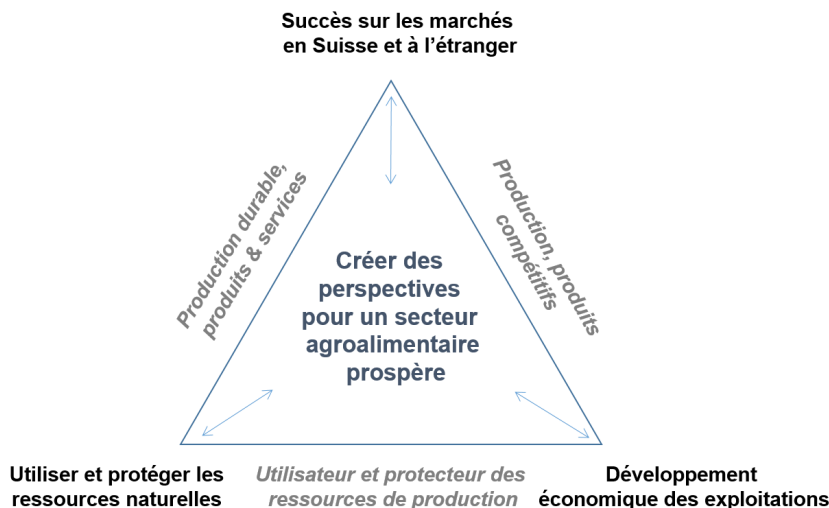 Succès sur les marchés
en Suisse et à l’étranger
Production durable,
produits & services
Production, produits
compétitifs
Créer des
perspectives
pour un secteur
agroalimentaire
prospère
Utiliser et protéger les
ressources naturelles
Utilisateur et protecteur des
ressources de production
Développement
économique des exploitations